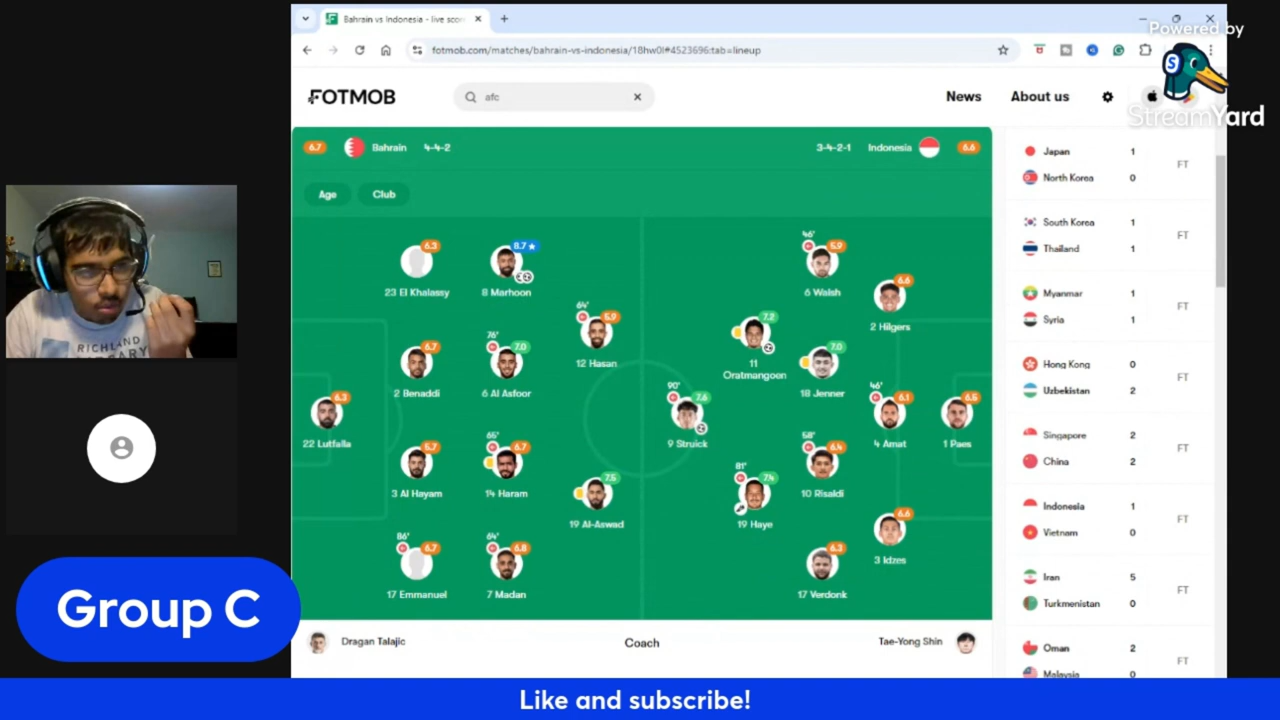 Bahrain vs Indonesia - live scor
fotmob.com/matches/bahrain-vs-indonesia/18hw0l#4523696:tab=lineup
Powered by
StreamYard
FOTMOB
afc
News
About us
6.7
Bahrain
4-4-2
3-4-2-1
Indonesia
6.6
Age
Club
6.3
23 El Khalassy
8.7
8 Marhoon
64'
5.9
12 Hasan
6.7
2 Benaddi
76'
7.0
6 Al Asfoor
6.3
22 Lutfalla
5.7
3 Al Hayam
65'
6.7
14 Haram
7.5
19 Al-Aswad
86'
6.7
17 Emmanuel
64'
6.8
7 Madan
46'
5.9
6 Walsh
6.6
2 Hilgers
7.2
11
Oratmangoen
7.0
18 Jenner
90'
7.6
9 Struick
46'
6.1
4 Amat
6.5
1 Paes
58'
6.4
10 Risaldi
81'
7.4
19 Haye
6.6
3 Idzes
6.3
17 Verdonk
Dragan Talajic
Coach
Tae-Yong Shin
Japan 1
FT
North Korea 0
South Korea 1
FT
Thailand 1
Myanmar 1
FT
Syria 1
Hong Kong 0
FT
Uzbekistan 2
Singapore 2
FT
China 2
Indonesia 1
FT
Vietnam 0
Iran 5
FT
Turkmenistan 0
Oman 2
FT
Malaysia 0
RICHLAND
Group C
Like and subscribe!